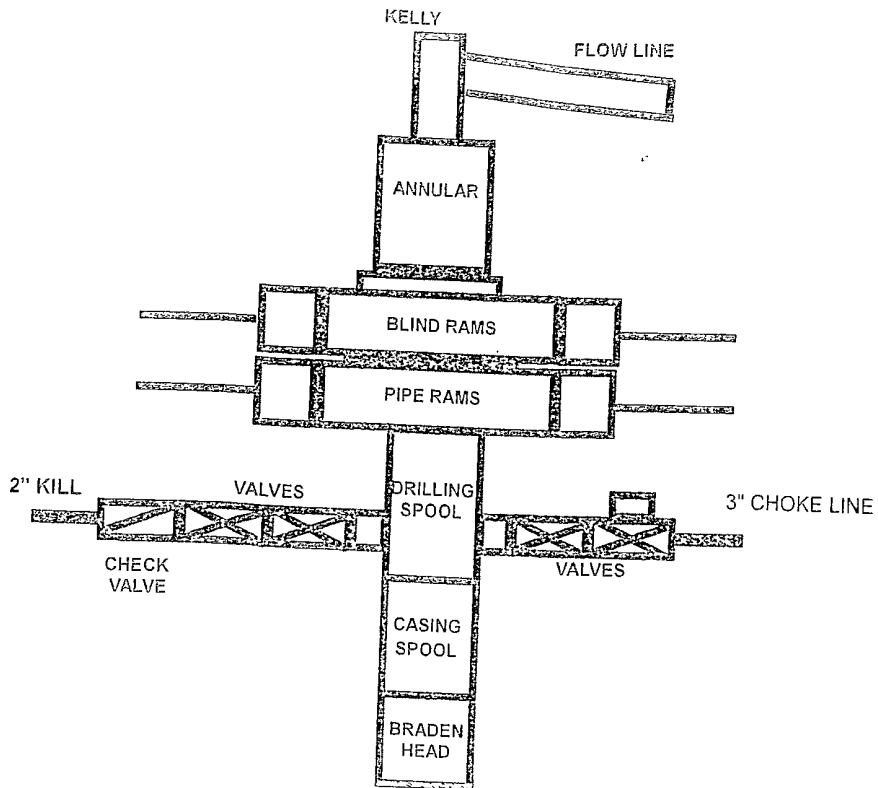 KELLY
FLOW LINE
ANNULAR
BLIND RAMS
PIPE RAMS
2" KILL
VALVES
DRILLING
SPOOL
3" CHOKE LINE
CHECK
VALVE
VALVES
CASING
SPOOL
BRADEN
HEAD